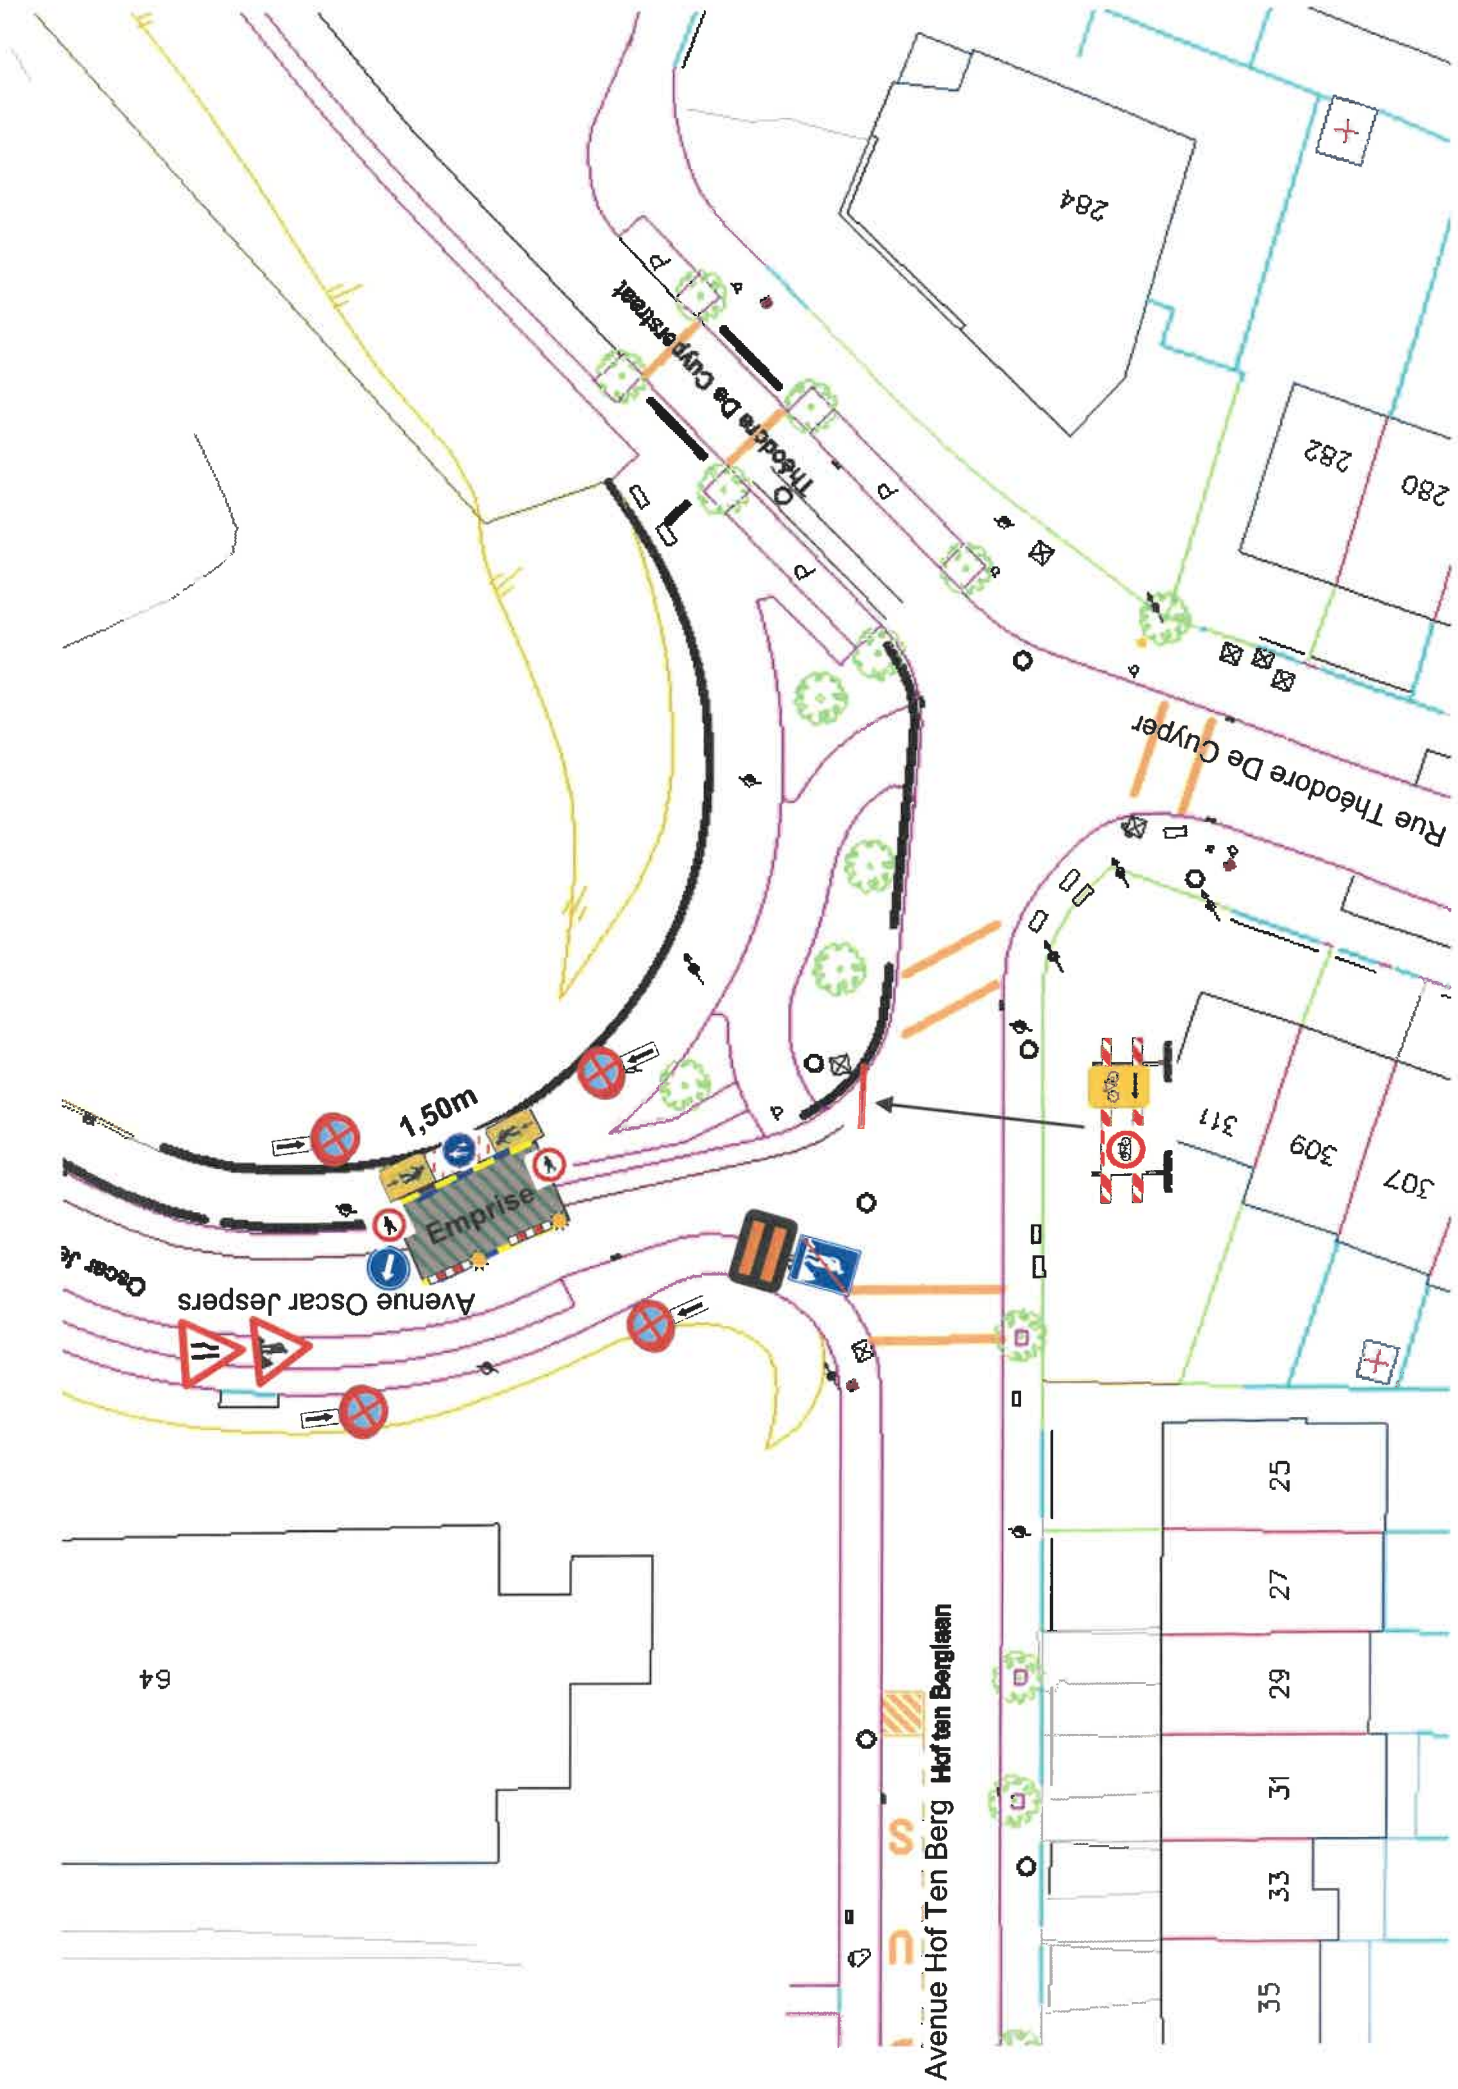 284
P
Théodore De Cuyperstreat
282
280
P
P
Rue Théodore De Cuyper
1,50m
Emprise
311
309
307
Oscar Je
Avenue Oscar Jespers
25
27
64
29
31
33
35
S
U
Avenue Hof Ten Berg
Hof ten Berglaan